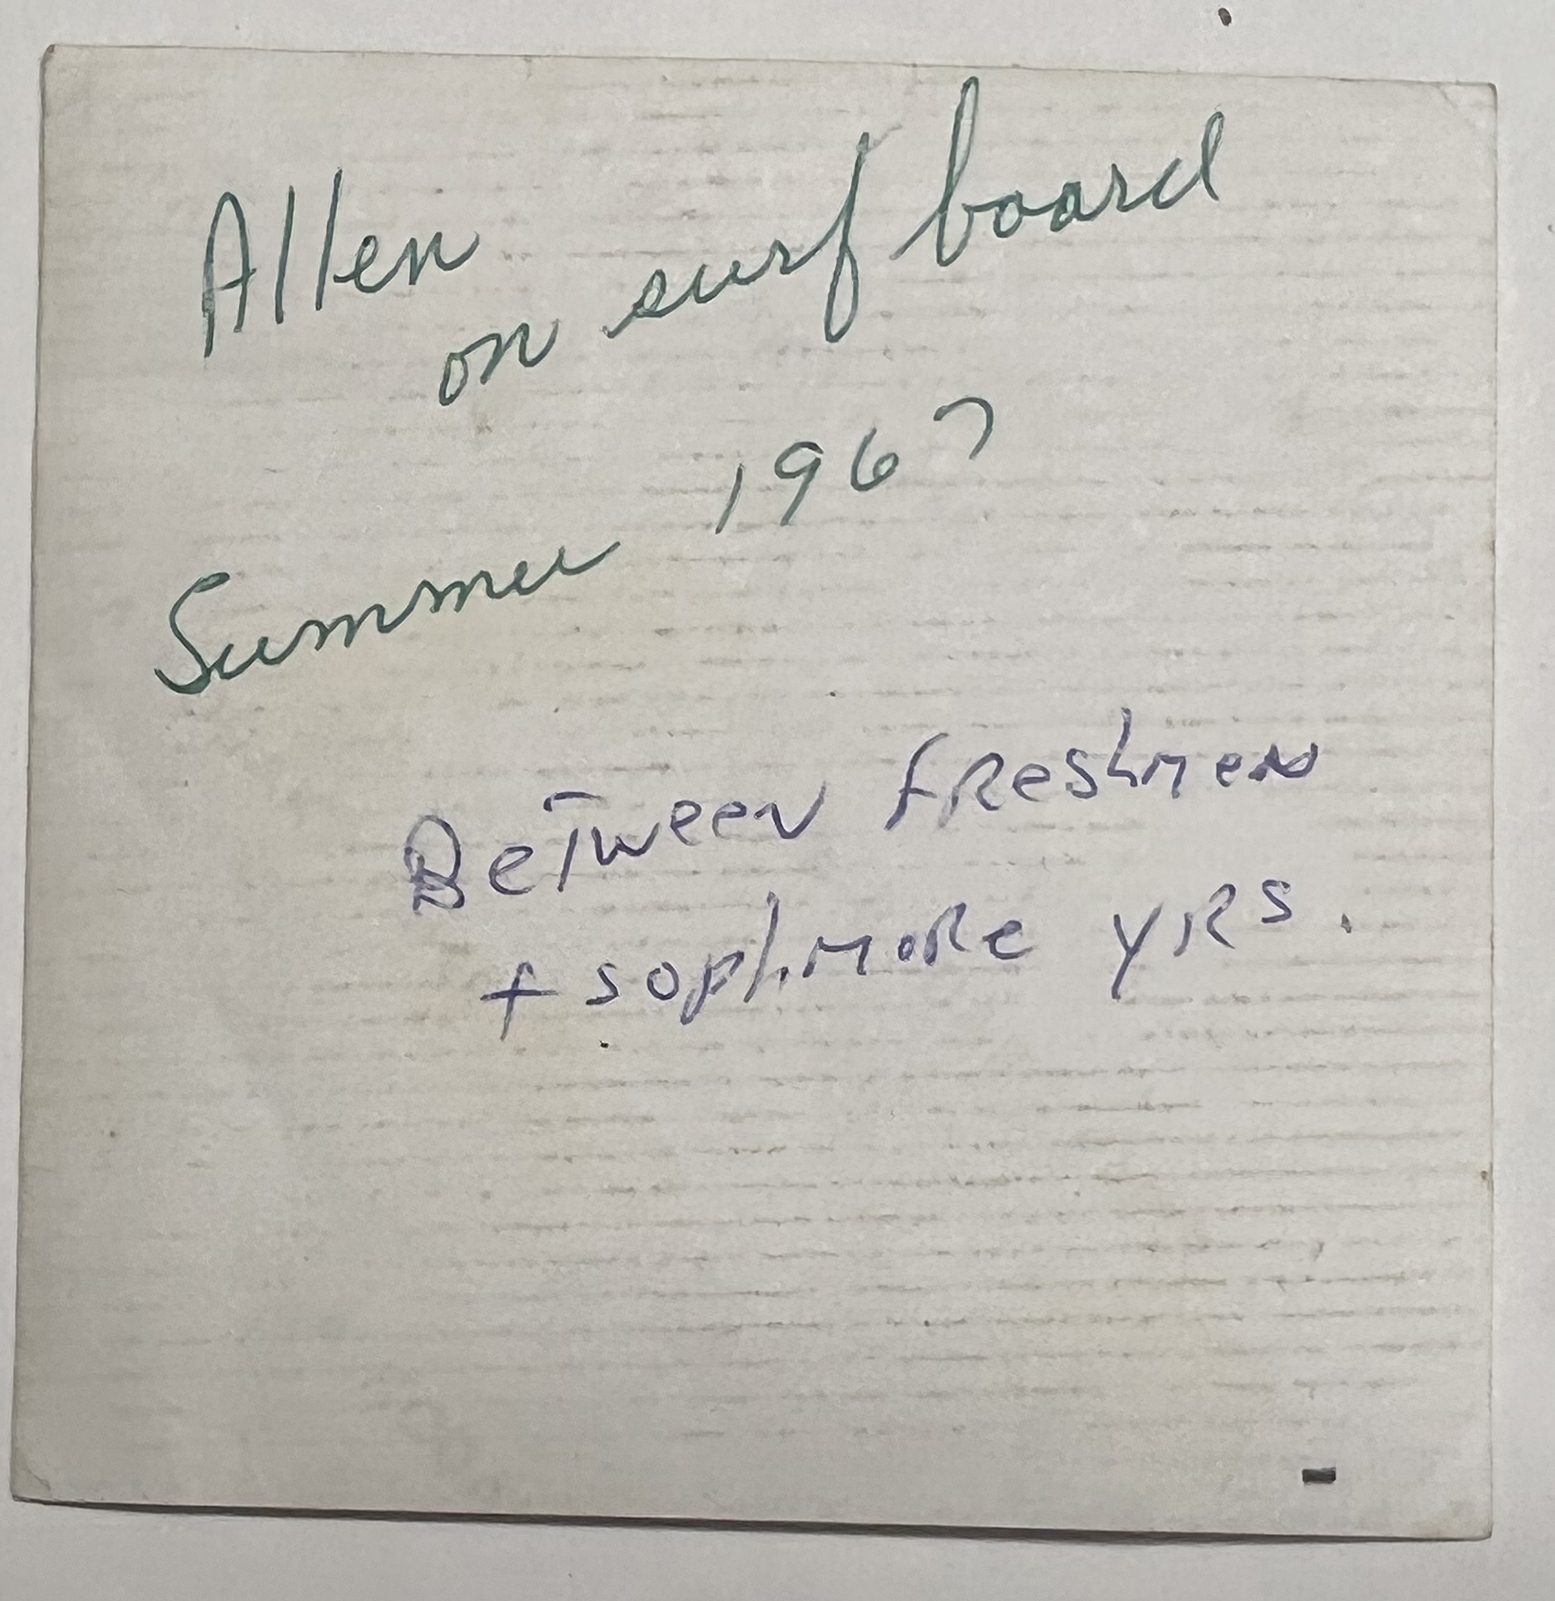 Allen
on surf board
Summer 1967
Between freshmen
+ sophmore yrs.